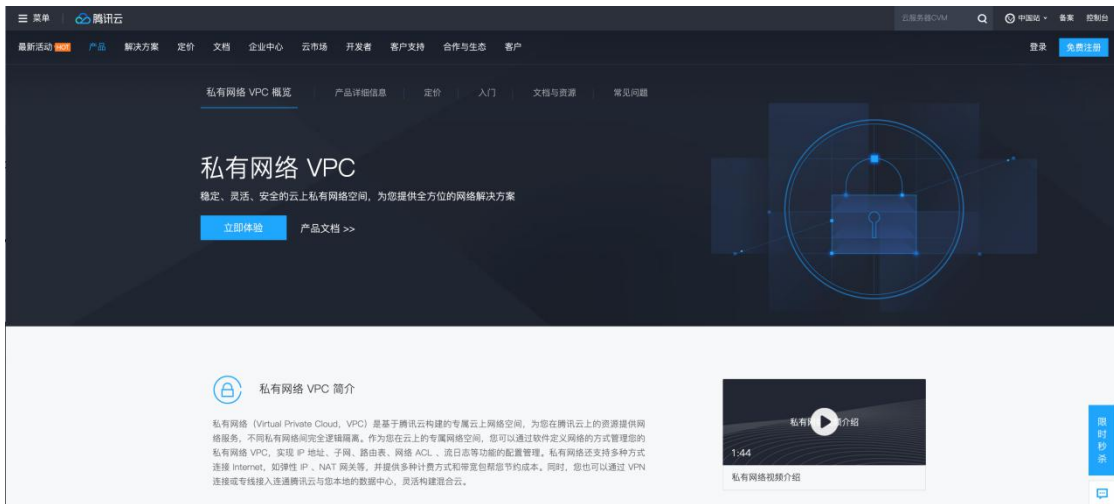 菜单
腾讯云
云服务器CVM
中国站
备案
控制台
最新活动 HOT
产品
解决方案
定价
文档
企业中心
云市场
开发者
客户支持
合作与生态
客户
登录
免费注册
私有网络 VPC 概览
产品详细信息
定价
入门
文档与资源
常见问题
私有网络 VPC
稳定、灵活、安全的云上私有网络空间，为您提供全方位的网络解决方案
立即体验
产品文档 >>
私有网络 VPC 简介
私有网络（Virtual Private Cloud，VPC）是基于腾讯云构建的专属云上网络空间，为您在腾讯云上的资源提供网
络服务，不同私有网络间完全逻辑隔离。作为您在云上的专属网络空间，您可以通过软件定义网络的方式管理您的
私有网络 VPC，实现 IP 地址、子网、路由表、网络 ACL 、流日志等功能的配置管理。私有网络还支持多种方式
连接 Internet，如弹性 IP 、NAT 网关等，并提供多种计费方式和带宽包帮您节约成本。同时，您也可以通过 VPN
连接或专线接入连通腾讯云与您本地的数据中心，灵活构建混合云。
私有
介绍
1:44
私有网络视频介绍
限时秒杀